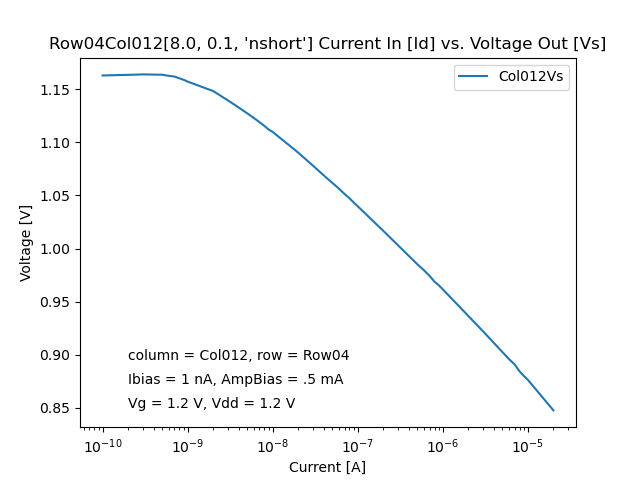 Row04Col012[8.0, 0.1, 'nshort'] Current In [Id] vs. Voltage Out [Vs]
Col012Vs
1.15
1.10
1.05
1.00
0.95
0.90
0.85
Voltage [V]
column = Col012, row = Row04
Ibias = 1 nA, AmpBias = .5 mA
Vg = 1.2 V, Vdd = 1.2 V
10⁻¹⁰ 10⁻⁹ 10⁻⁸ 10⁻⁷ 10⁻⁶ 10⁻⁵
Current [A]